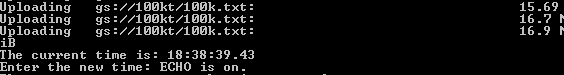 Uploading   gs://100kt/100k.txt:                               15.69
Uploading   gs://100kt/100k.txt:                               16.7
Uploading   gs://100kt/100k.txt:                               16.9
iB
The current time is: 18:38:39.43
Enter the new time: ECHO is on.